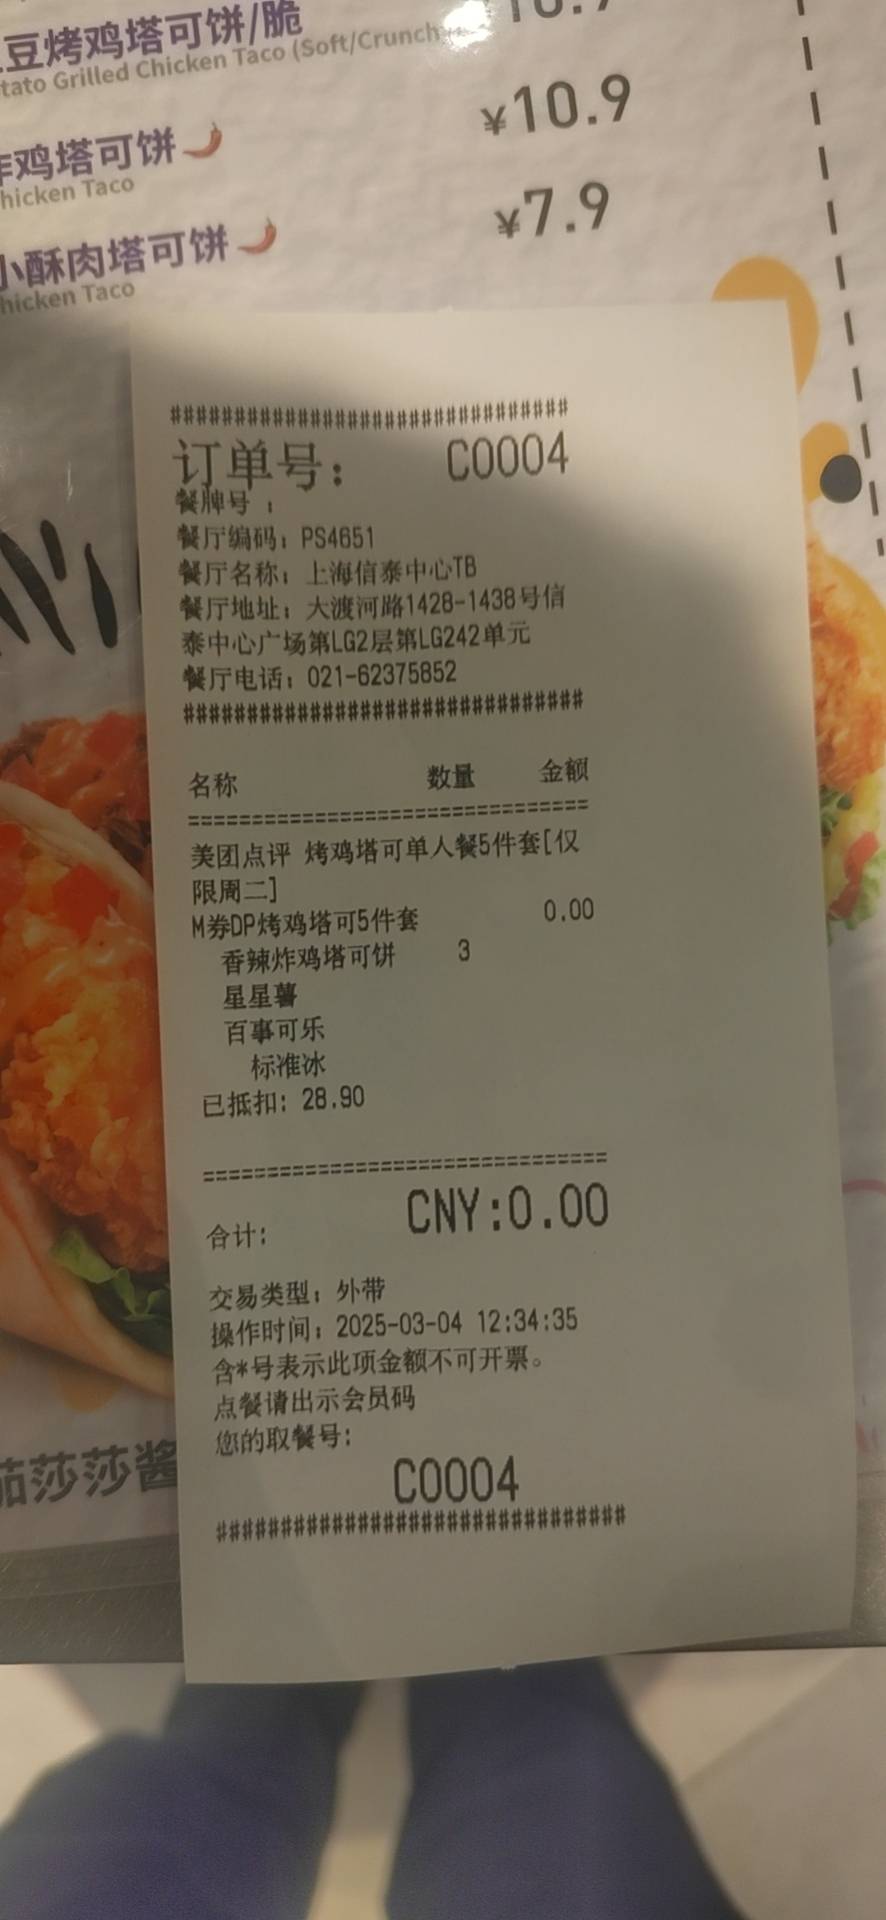 豆烤鸡塔可饼/脆
tato Grilled Chicken Taco (Soft/Crunch
¥10.9
鸡塔可饼
hicken Taco
¥7.9
小酥肉塔可饼
hicken Taco
###############################
订单号： C0004
餐牌号 ：
餐厅编码：PS4651
餐厅名称：上海信泰中心TB
餐厅地址：大渡河路1428-1438号信
泰中心广场第LG2层第LG242单元
餐厅电话：021-62375852
###############################
名称 数量 金额
===============================
美团点评 烤鸡塔可单人餐5件套[仅
限周二]
M券DP烤鸡塔可5件套 0.00
香辣炸鸡塔可饼 3
星星薯
百事可乐
标准冰
已抵扣: 28.90
===============================
合计: CNY:0.00
交易类型：外带
操作时间：2025-03-04 12:34:35
含*号表示此项金额不可开票。
点餐请出示会员码
您的取餐号:
C0004
################################
茄莎莎酱